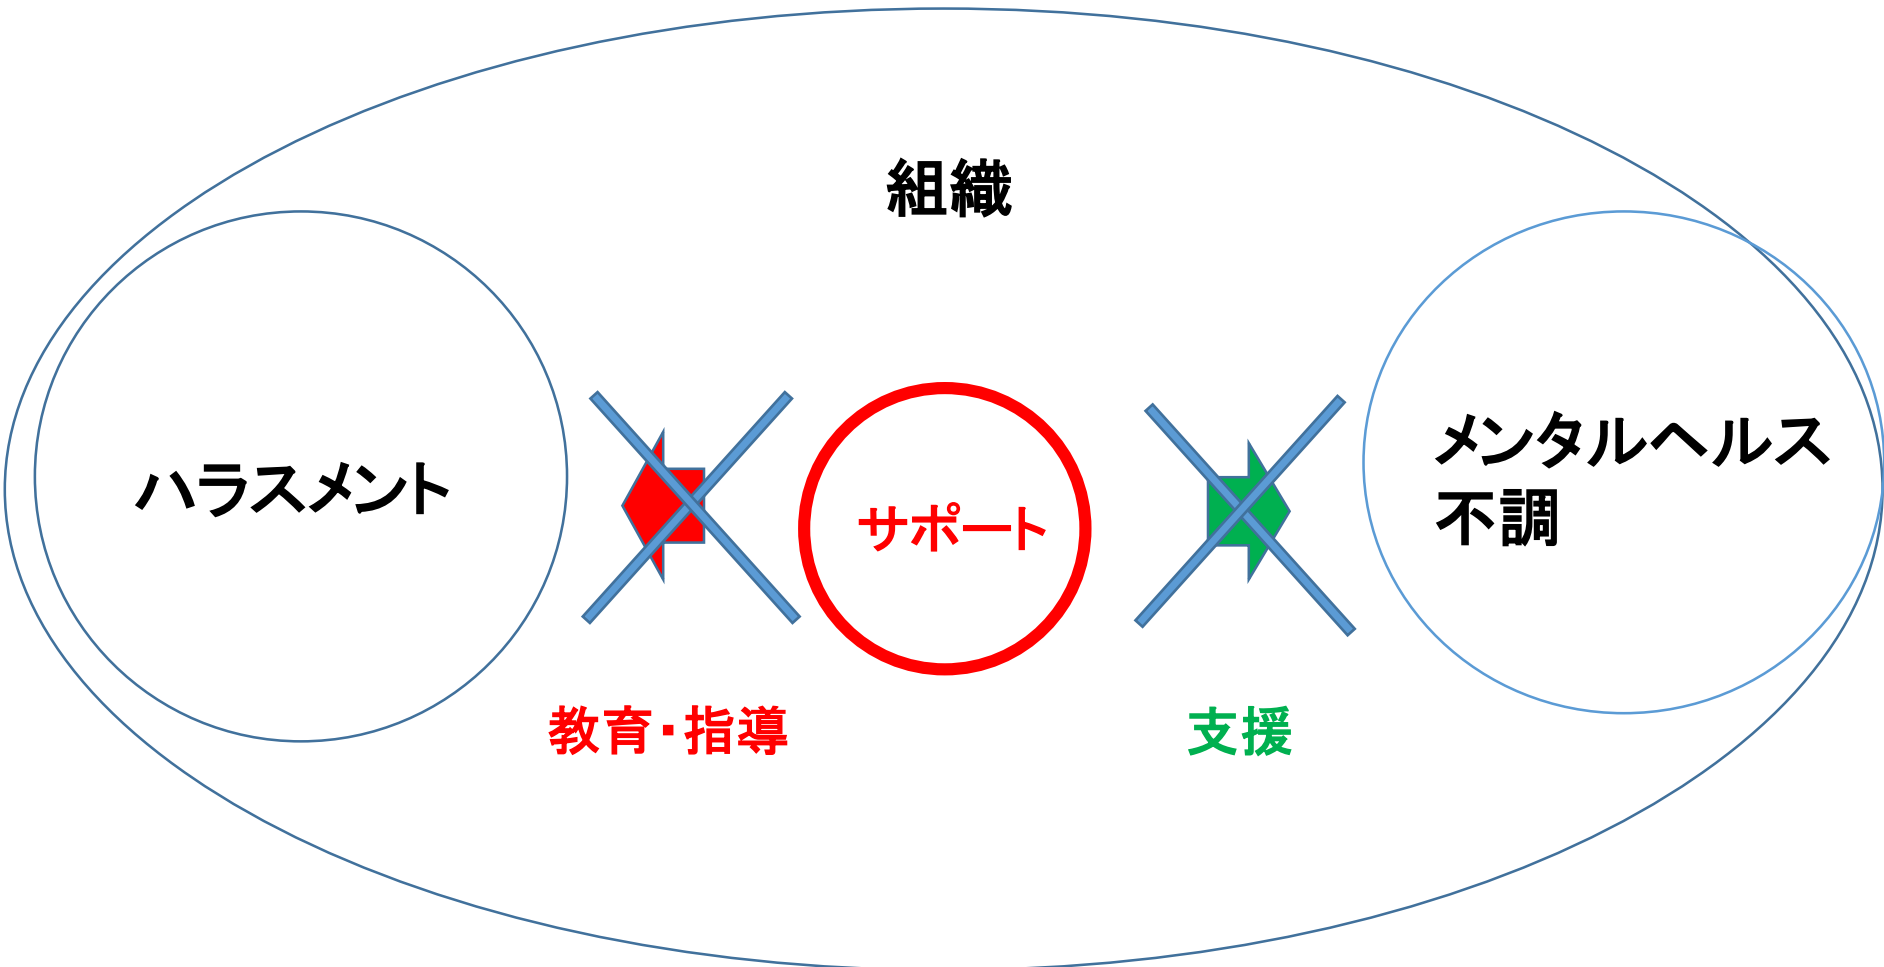 組織
ハラスメント
サポート
メンタルヘルス
不調
教育・指導
支援